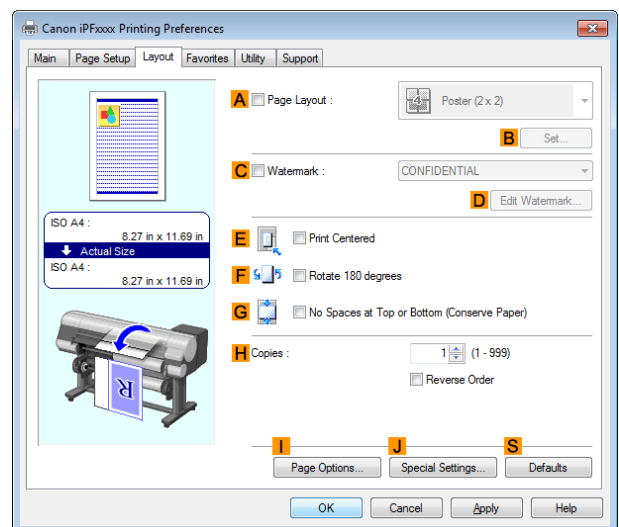 Canon iPFxxxx Printing Preferences
Main Page Setup Layout Favorites Utility Support
A Page Layout : 4 Poster (2 x 2)
B Set...
C Watermark : CONFIDENTIAL
D Edit Watermark...
ISO A4 :
8.27 in x 11.69 in
Actual Size
ISO A4 :
8.27 in x 11.69 in
E Print Centered
F Rotate 180 degrees
G No Spaces at Top or Bottom (Conserve Paper)
H Copies : 1 (1 - 999)
Reverse Order
R
I J S
Page Options... Special Settings... Defaults
OK Cancel Apply Help